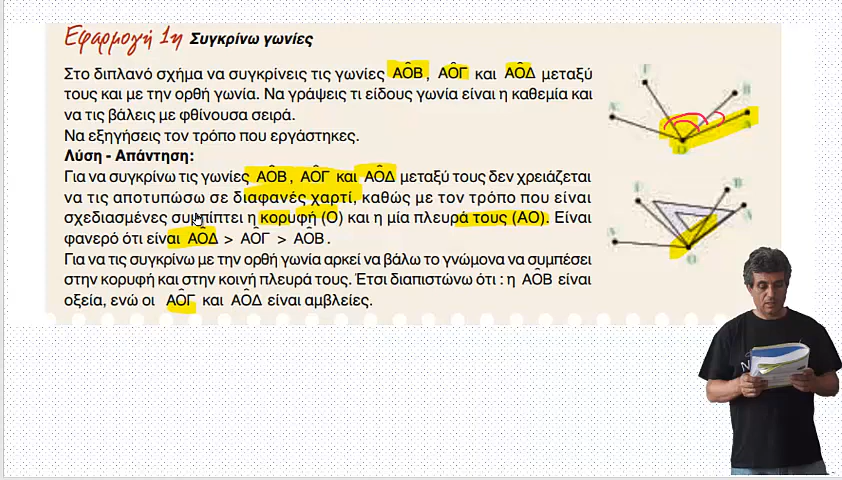 Εφαρμογή 1η Συγκρίνω γωνίες
Στο διπλανό σχήμα να συγκρίνεις τις γωνίες ΑÔΒ, ΑÔΓ και ΑÔΔ μεταξύ
τους και με την ορθή γωνία. Να γράψεις τι είδους γωνία είναι η καθεμία και
να τις βάλεις με φθίνουσα σειρά.
Να εξηγήσεις τον τρόπο που εργάστηκες.
Λύση - Απάντηση:
Για να συγκρίνω τις γωνίες ΑÔΒ, ΑÔΓ και ΑÔΔ μεταξύ τους δεν χρειάζεται
να τις αποτυπώσω σε διαφανές χαρτί, καθώς με τον τρόπο που είναι
σχεδιασμένες συμπίπτει η κορυφή (Ο) και η μία πλευρά τους (ΑΟ). Είναι
φανερό ότι είναι ΑÔΔ > ΑÔΓ > ΑÔΒ.
Για να τις συγκρίνω με την ορθή γωνία αρκεί να βάλω το γνώμονα να συμπέσει
στην κορυφή και στην κοινή πλευρά τους. Έτσι διαπιστώνω ότι : η ΑÔΒ είναι
οξεία, ενώ οι ΑÔΓ και ΑÔΔ είναι αμβλείες.
Γ
Β
Ο
Β
Ο